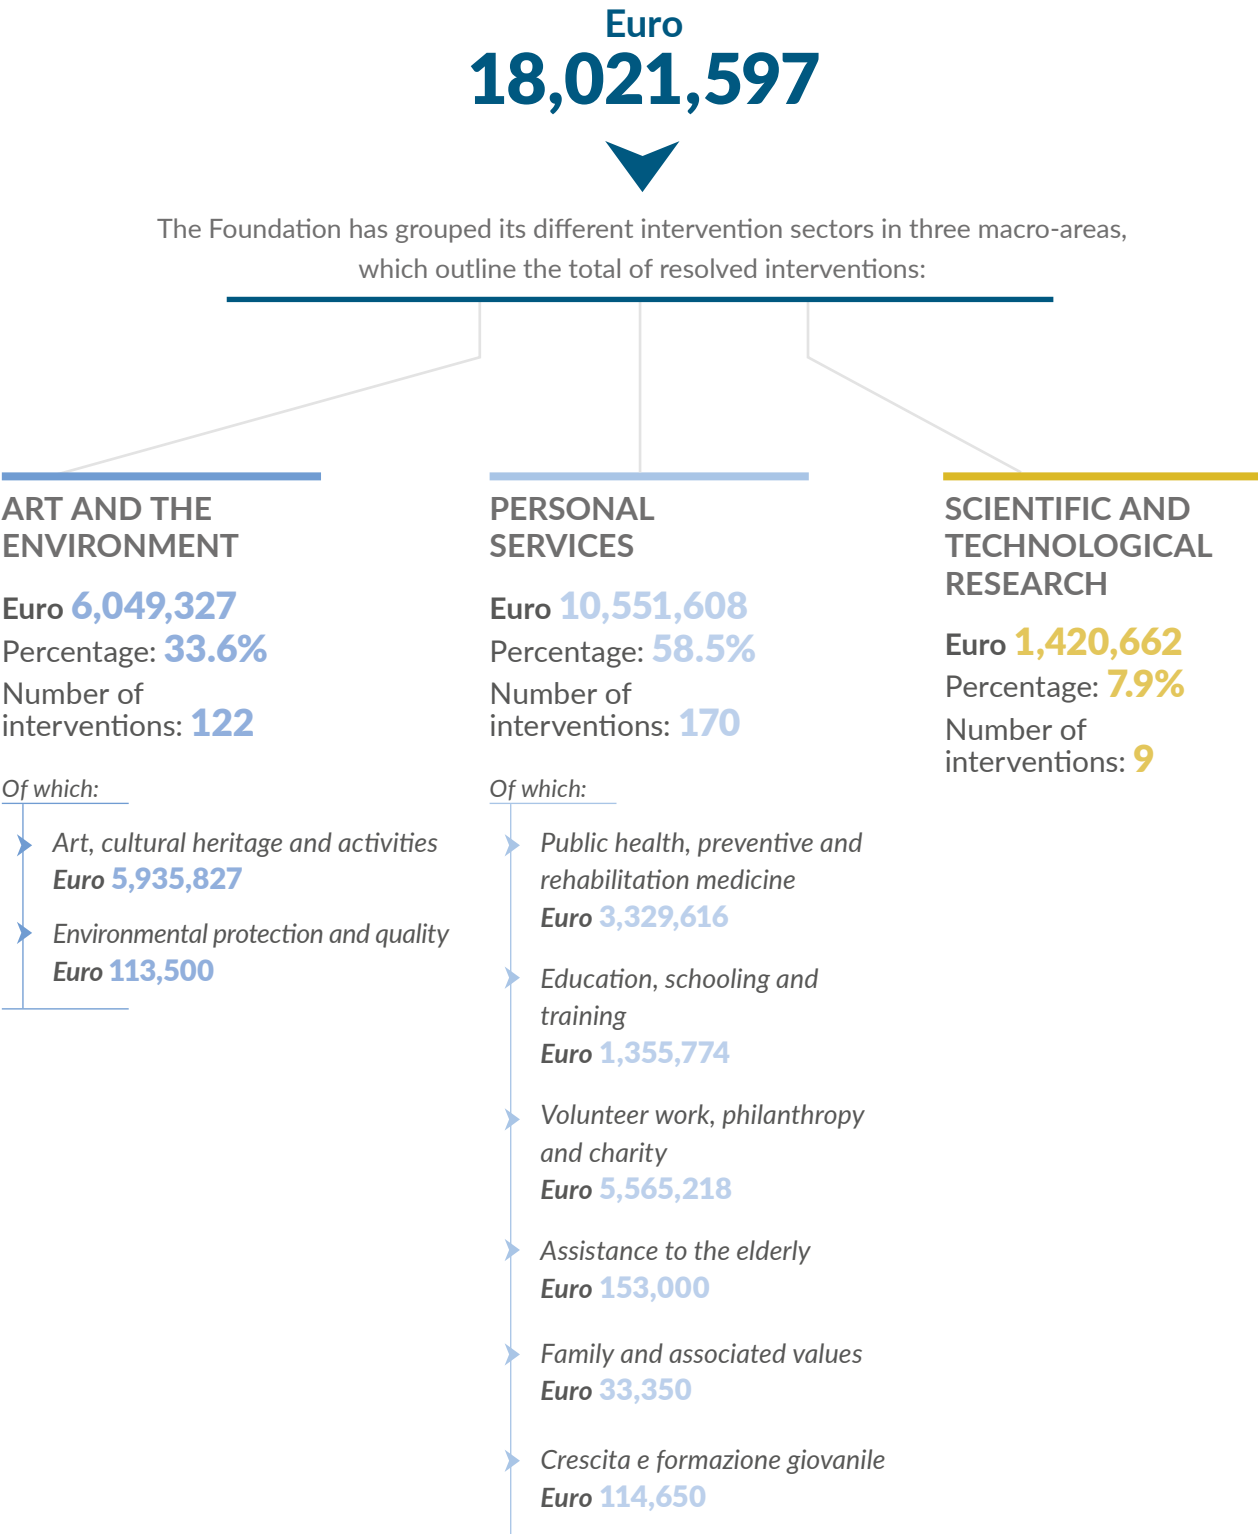 Euro
18,021,597
The Foundation has grouped its different intervention sectors in three macro-areas,
which outline the total of resolved interventions:
ART AND THE
ENVIRONMENT
Euro 6,049,327
Percentage: 33.6%
Number of
interventions: 122
Of which:
Art, cultural heritage and activities
Euro 5,935,827
Environmental protection and quality
Euro 113,500
PERSONAL
SERVICES
Euro 10,551,608
Percentage: 58.5%
Number of
interventions: 170
Of which:
Public health, preventive and
rehabilitation medicine
Euro 3,329,616
Education, schooling and
training
Euro 1,355,774
Volunteer work, philanthropy
and charity
Euro 5,565,218
Assistance to the elderly
Euro 153,000
Family and associated values
Euro 33,350
Crescita e formazione giovanile
Euro 114,650
SCIENTIFIC AND
TECHNOLOGICAL
RESEARCH
Euro 1,420,662
Percentage: 7.9%
Number of
interventions: 9